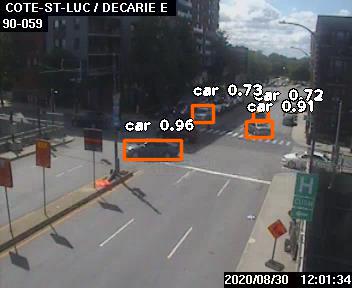 COTE-ST-LUC / DECARIE E
90-059
car 0.73
car 0.72
car 0.91
car 0.96
H
CUSM
2020/08/30 12:01:34